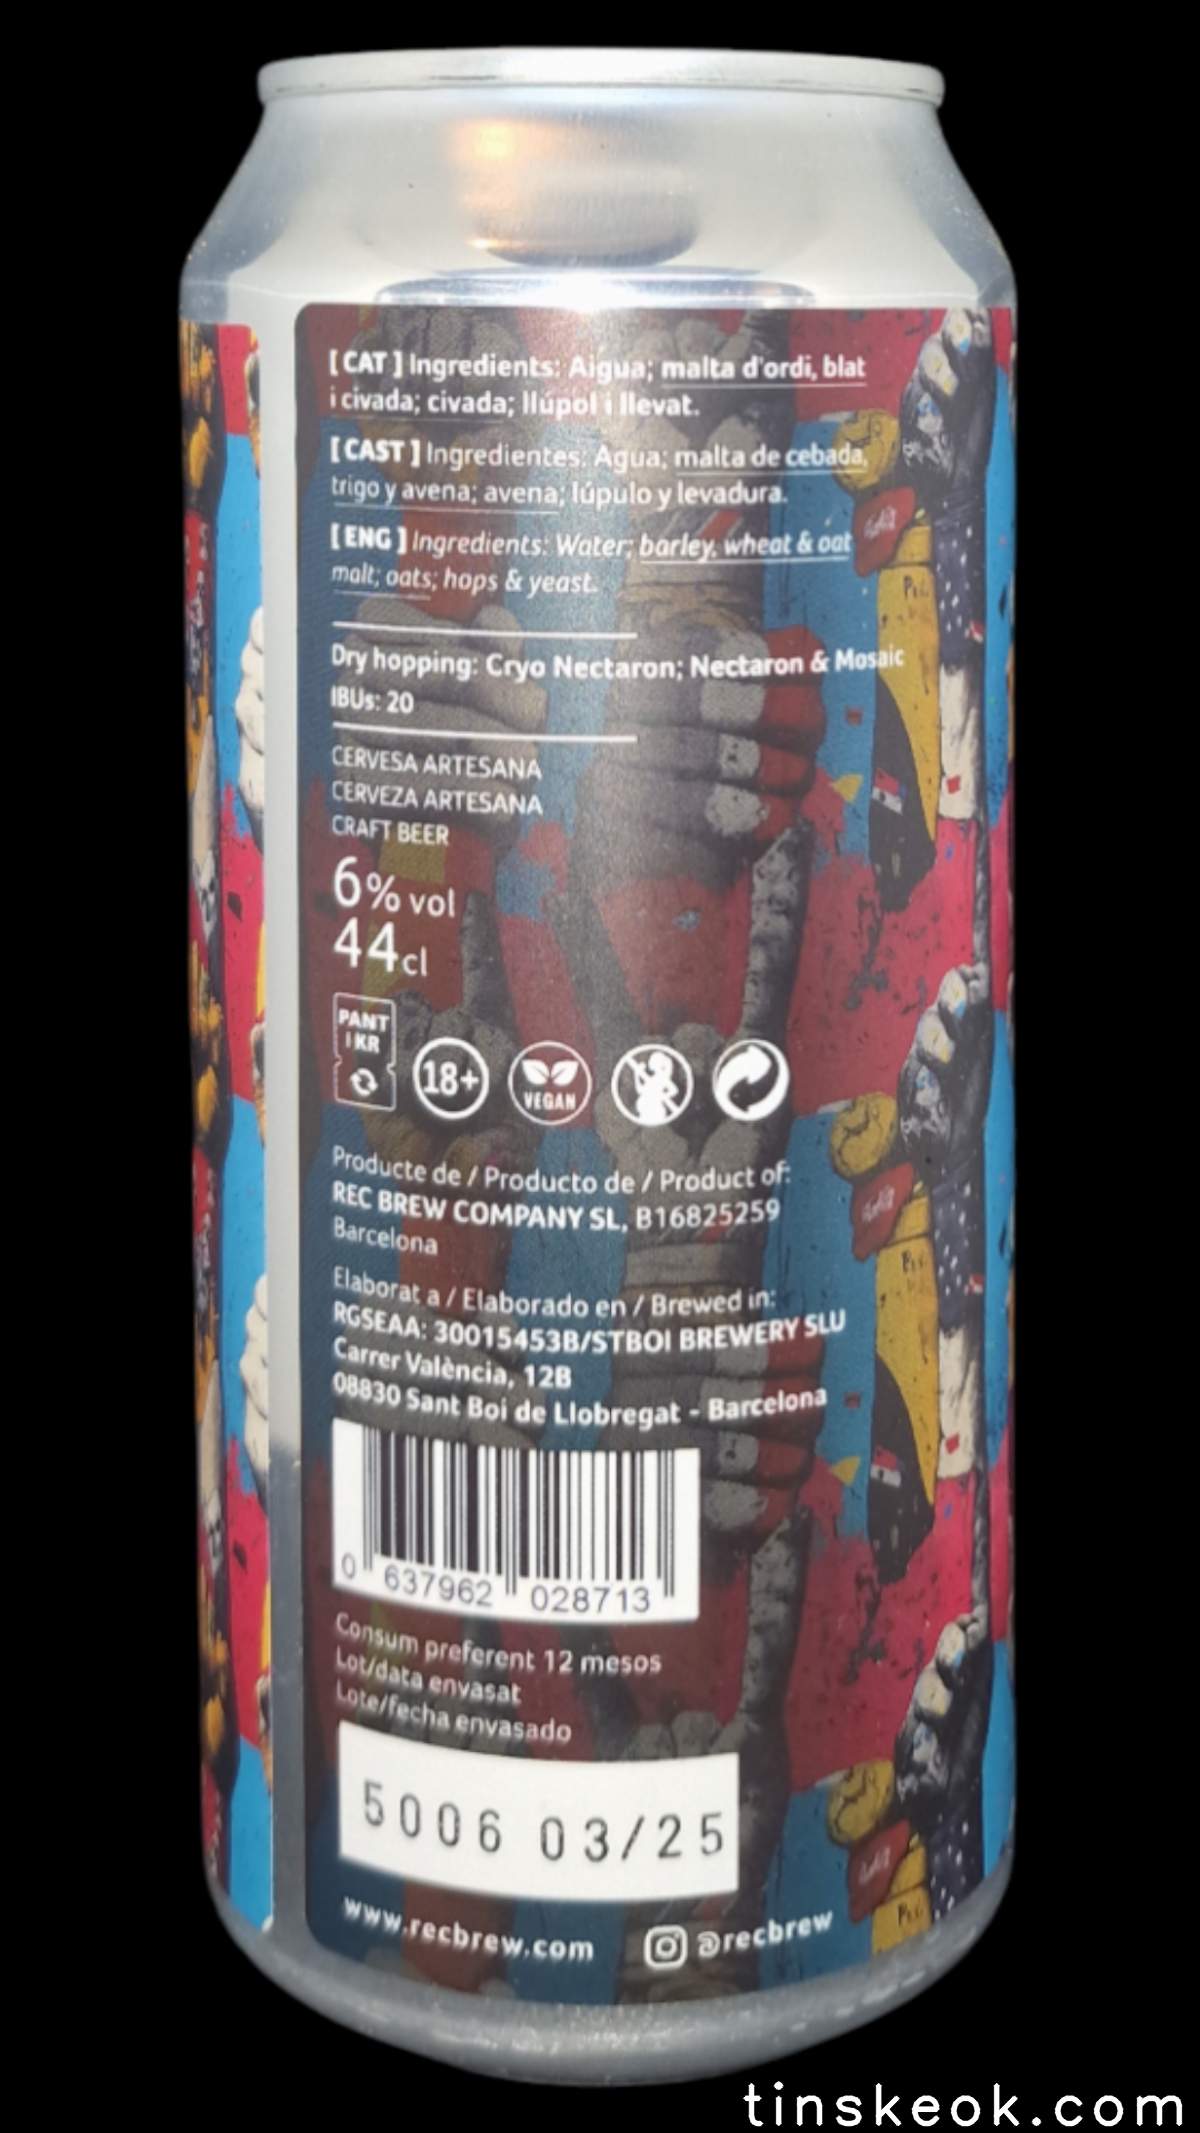 [ CAT ] Ingredients: Aigua; malta d'ordi, blat
i civada; civada; llúpol i llevat.
[ CAST ] Ingredientes: Agua; malta de cebada,
trigo y avena; avena; lúpulo y levadura.
[ ENG ] Ingredients: Water; barley, wheat & oat
malt; oats; hops & yeast.
Dry hopping: Cryo Nectaron; Nectaron & Mosaic
IBUs: 20
CERVESA ARTESANA
CERVEZA ARTESANA
CRAFT BEER
6% vol
44cl
PANT
1 KR
18+
VEGAN
Producte de / Producto de / Product of:
REC BREW COMPANY SL, B16825259
Barcelona
Elaborat a / Elaborado en / Brewed in:
RGSEAA: 30015453B/STBOI BREWERY SLU
Carrer València, 12B
08830 Sant Boi de Llobregat - Barcelona
0 637962 028713
Consum preferent 12 mesos
Lot/data envasat
Lote/fecha envasado
5006 03/25
www.recbrew.com @recbrew
tinskeok.com